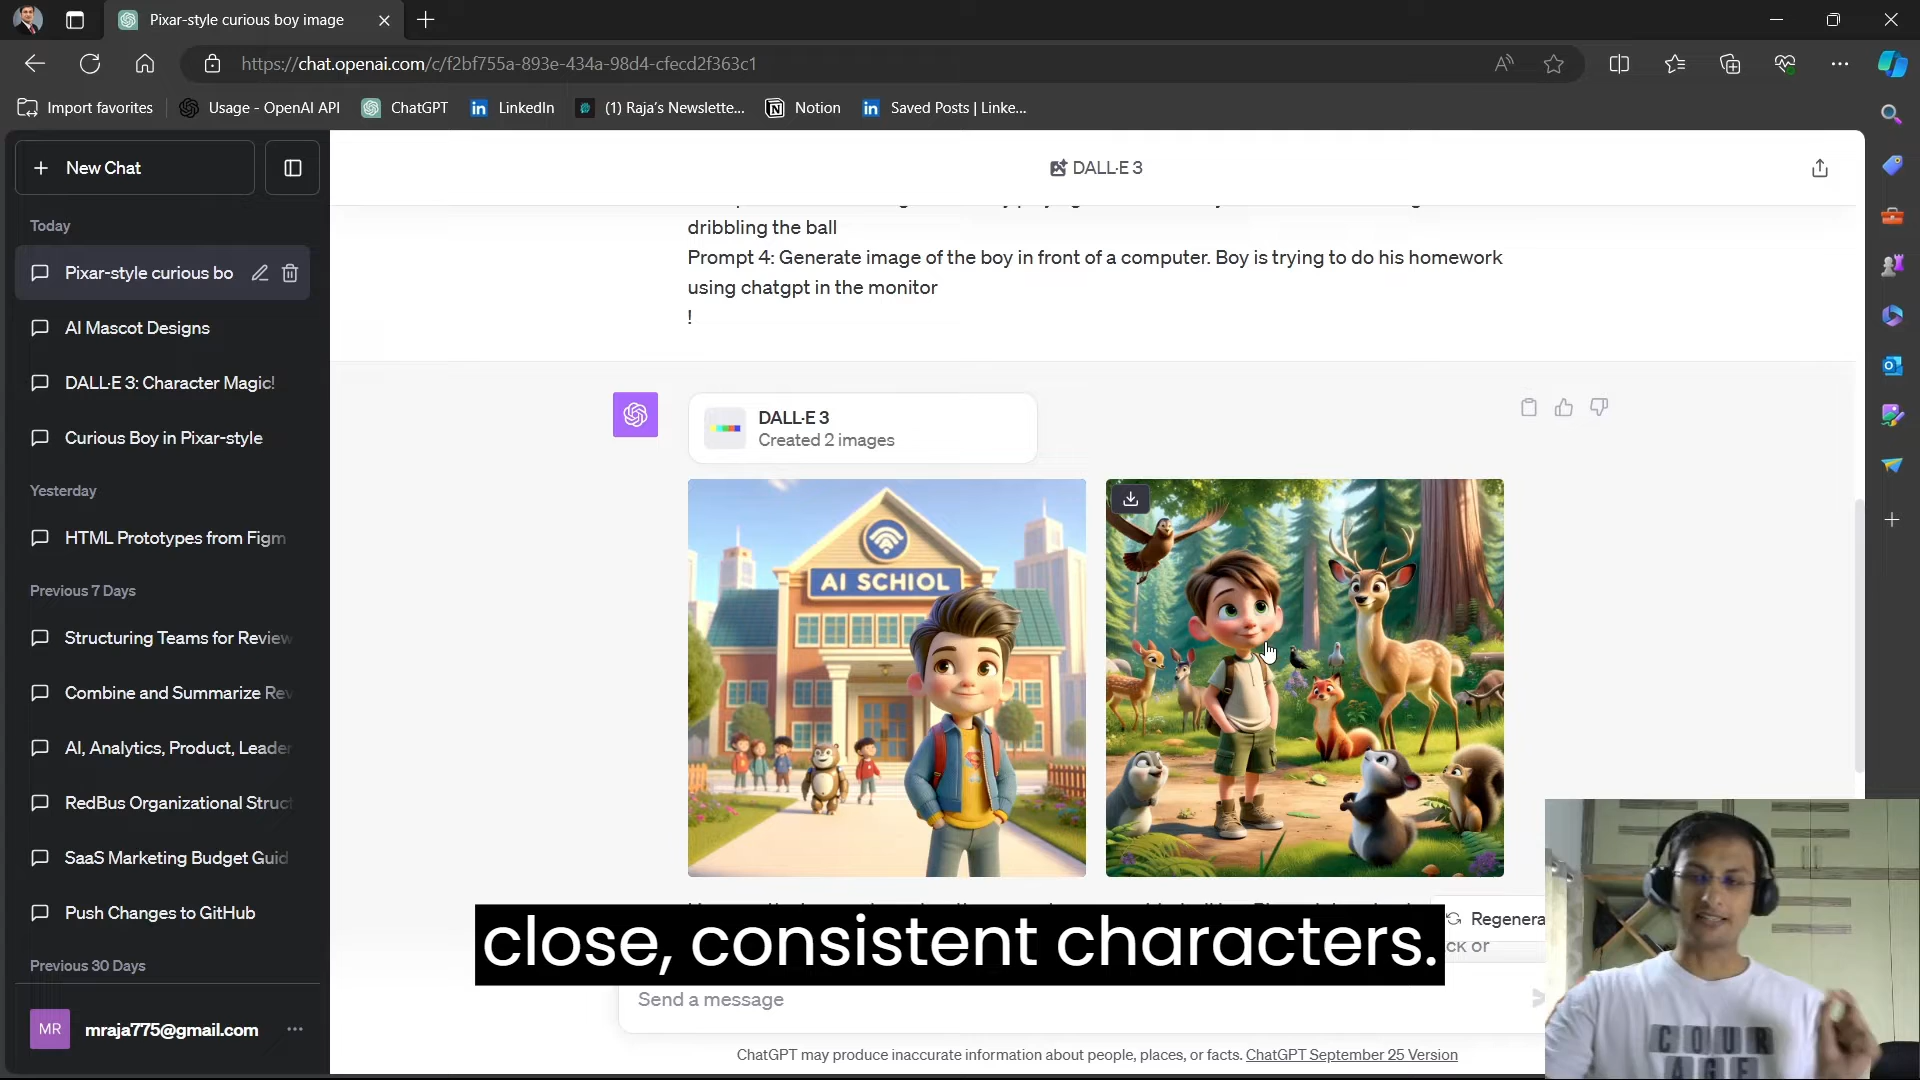 Pixar-style curious boy image
https://chat.openai.com/c/f2bf755a-893e-434a-98d4-cfecd2f363c1
Import favorites
Usage - OpenAI API
ChatGPT
LinkedIn
(1) Raja's Newslette...
Notion
Saved Posts | Linke...
New Chat
Today
Pixar-style curious bo
AI Mascot Designs
DALL·E 3: Character Magic!
Curious Boy in Pixar-style
Yesterday
HTML Prototypes from Figm
Previous 7 Days
Structuring Teams for Review
Combine and Summarize Rev
AI, Analytics, Product, Leader
RedBus Organizational Struct
SaaS Marketing Budget Guid
Push Changes to GitHub
Previous 30 Days
MR
mraja775@gmail.com
DALL·E 3
dribbling the ball
Prompt 4: Generate image of the boy in front of a computer. Boy is trying to do his homework
using chatgpt in the monitor
!
DALL·E 3
Created 2 images
AI SCHIOL
Regenera
ck or
close, consistent characters.
Send a message
ChatGPT may produce inaccurate information about people, places, or facts. ChatGPT September 25 Version
COUR
AGE